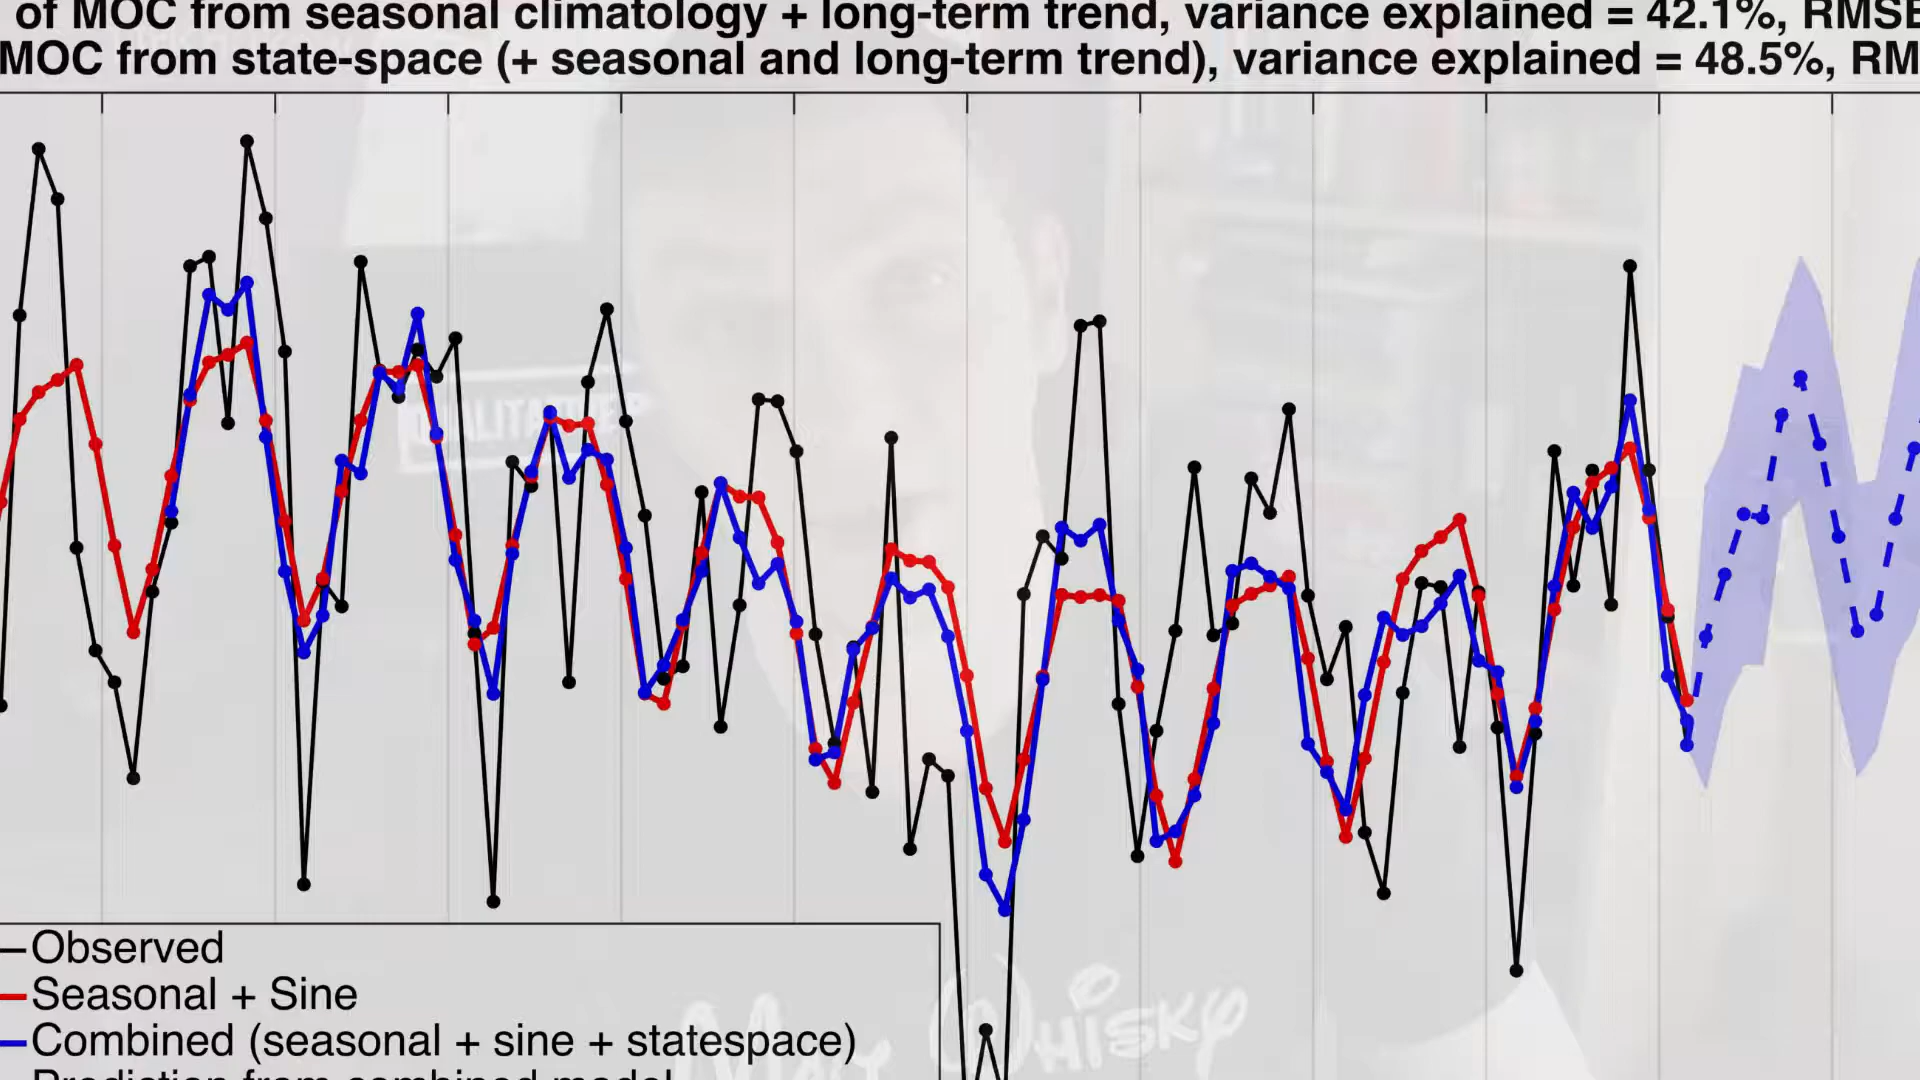 of MOC from seasonal climatology + long-term trend, variance explained = 42.1%, RMSE
MOC from state-space (+ seasonal and long-term trend), variance explained = 48.5%, RM
QUALITATIVE
Observed
Seasonal + Sine
Combined (seasonal + sine + statespace)
Prediction from combined model
Whisky